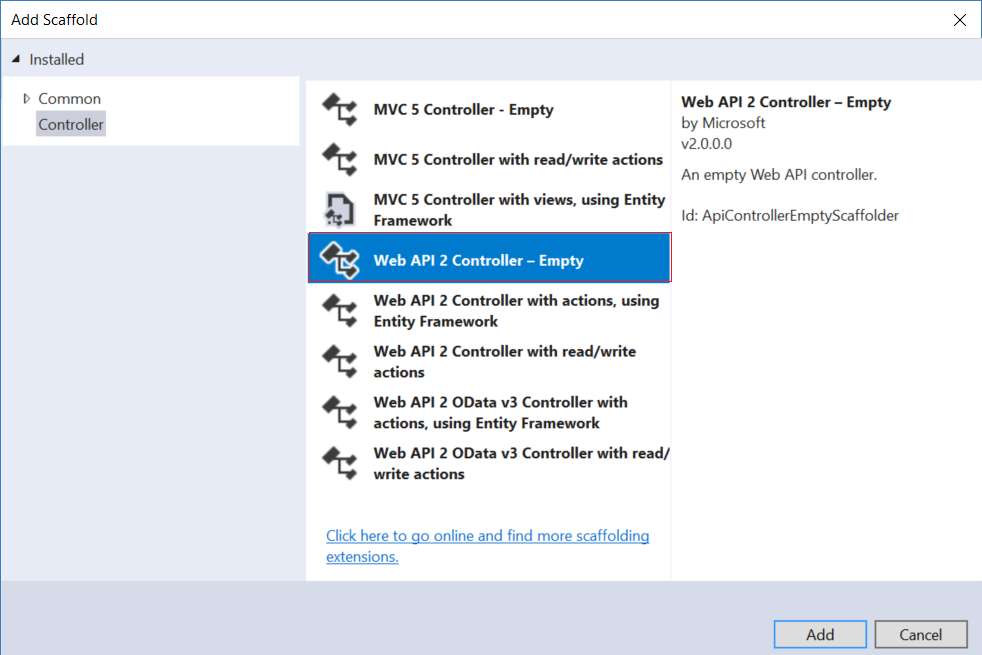 Add Scaffold
Installed
Common
Controller
MVC 5 Controller - Empty
MVC 5 Controller with read/write actions
MVC 5 Controller with views, using Entity
Framework
Web API 2 Controller – Empty
Web API 2 Controller with actions, using
Entity Framework
Web API 2 Controller with read/write
actions
Web API 2 OData v3 Controller with
actions, using Entity Framework
Web API 2 OData v3 Controller with read/
write actions
Click here to go online and find more scaffolding
extensions.
Web API 2 Controller – Empty
by Microsoft
v2.0.0.0
An empty Web API controller.
Id: ApiControllerEmptyScaffolder
Add
Cancel